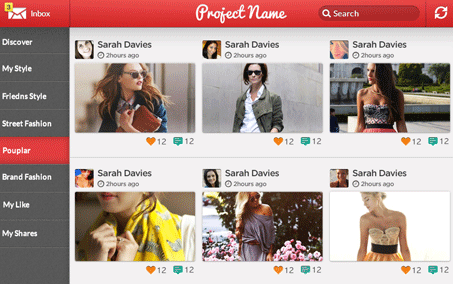 3
Inbox
Project Name
Search
Discover
My Style
Friedns Style
Street Fashion
Pouplar
Brand Fashion
My Like
My Shares
Sarah Davies
2hours ago
12 12
Sarah Davies
2hours ago
12 12
Sarah Davies
2hours ago
12 12
Sarah Davies
2hours ago
12 12
Sarah Davies
2hours ago
12 12
Sarah Davies
2hours ago
12 12